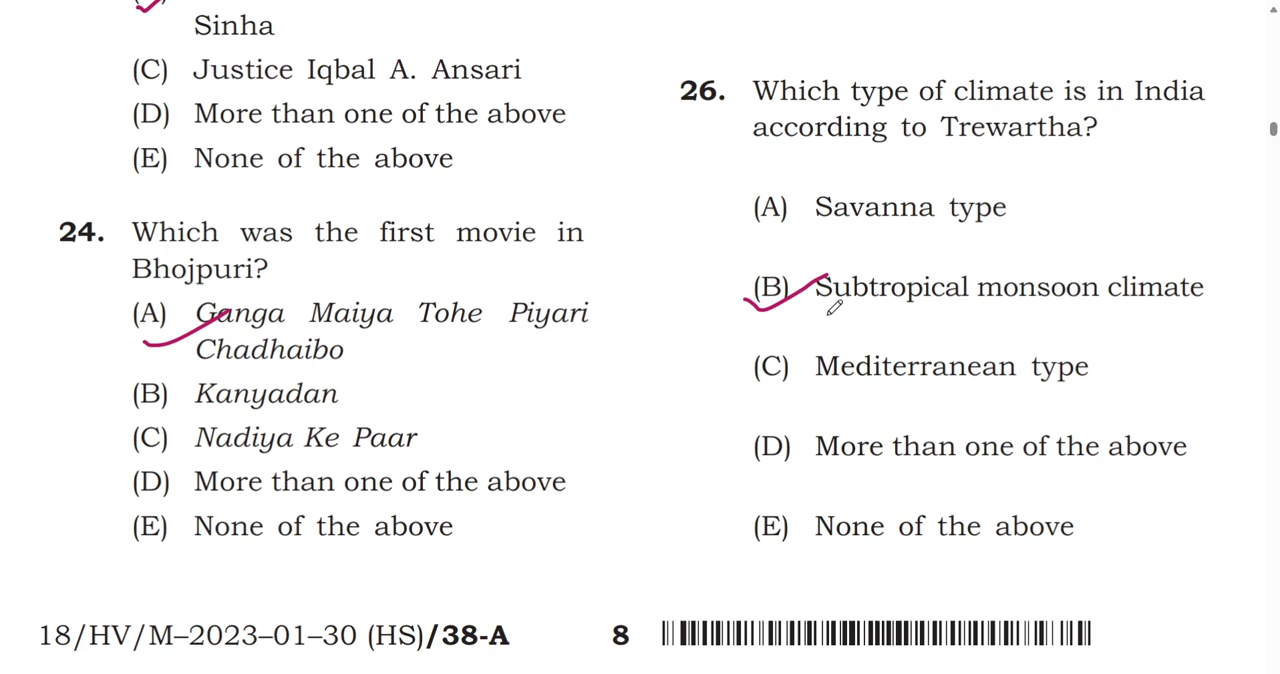 Sinha
(C) Justice Iqbal A. Ansari
(D) More than one of the above
(E) None of the above
24. Which was the first movie in
Bhojpuri?
(A) Ganga Maiya Tohe Piyari
Chadhaibo
(B) Kanyadan
(C) Nadiya Ke Paar
(D) More than one of the above
(E) None of the above
26. Which type of climate is in India
according to Trewartha?
(A) Savanna type
(B) Subtropical monsoon climate
(C) Mediterranean type
(D) More than one of the above
(E) None of the above
18/HV/M–2023–01–30 (HS)/38-A 8